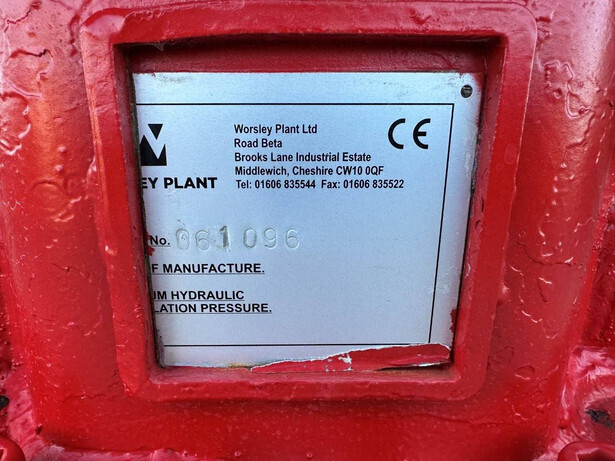 Worsley Plant Ltd
Road Beta
Brooks Lane Industrial Estate
Middlewich, Cheshire CW10 0QF
Tel: 01606 835544 Fax: 01606 835522
CE
EY PLANT
No. 061096
F MANUFACTURE.
UM HYDRAULIC
LATION PRESSURE.